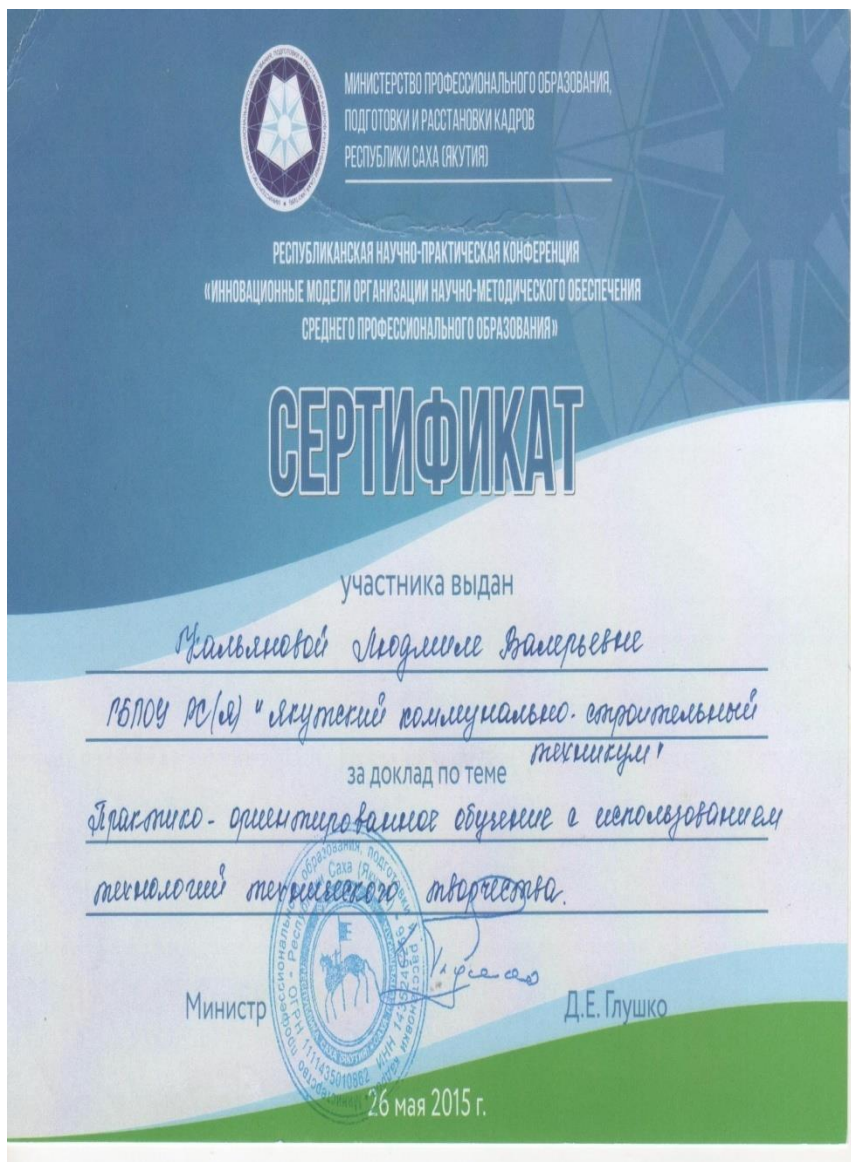 МИНИСТЕРСТВО ПРОФЕССИОНАЛЬНОГО ОБРАЗОВАНИЯ,
ПОДГОТОВКИ И РАССТАНОВКИ КАДРОВ
РЕСПУБЛИКИ САХА (ЯКУТИЯ)
РЕСПУБЛИКАНСКАЯ НАУЧНО-ПРАКТИЧЕСКАЯ КОНФЕРЕНЦИЯ
«ИННОВАЦИОННЫЕ МОДЕЛИ ОРГАНИЗАЦИИ НАУЧНО-МЕТОДИЧЕСКОГО ОБЕСПЕЧЕНИЯ
СРЕДНЕГО ПРОФЕССИОНАЛЬНОГО ОБРАЗОВАНИЯ»
СЕРТИФИКАТ
участника выдан
Людмиле Валерьевне
ГБПОУ РС(Я) "Якутский коммунально-строительный
техникум"
за доклад по теме
Практико-ориентированное обучение с использованием
технологий технического творчества.
Министр
Д.Е. Глушко
26 мая 2015 г.